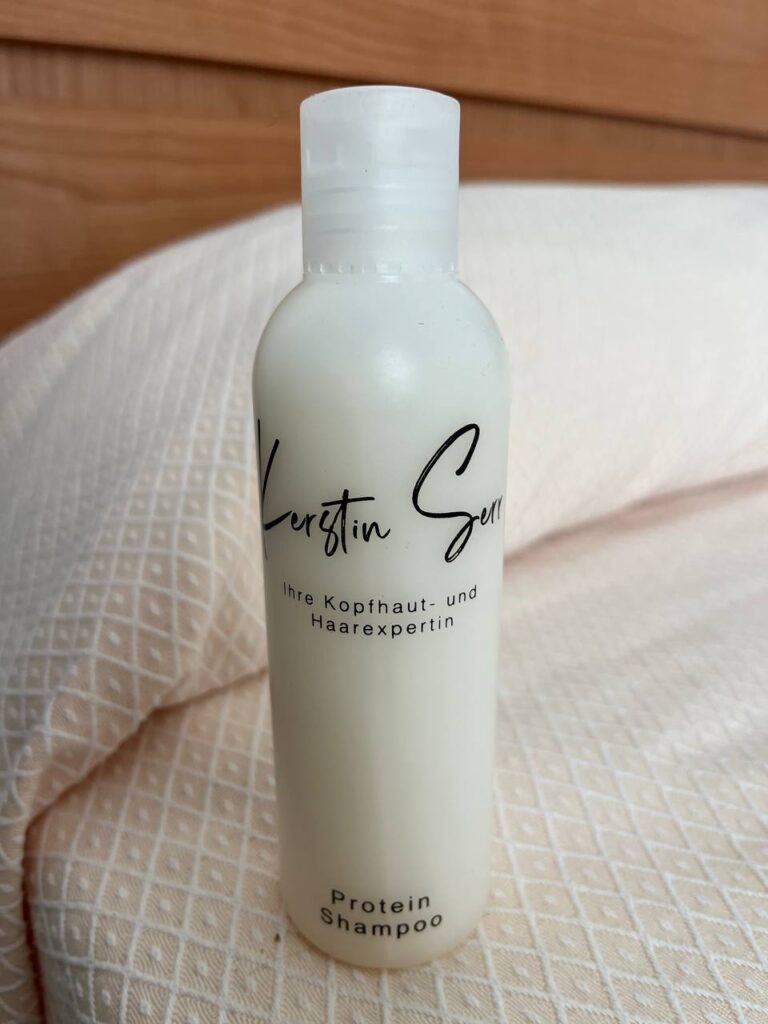 Kerstin Serr
Ihre Kopfhaut- und
Haarexpertin
Protein
Shampoo